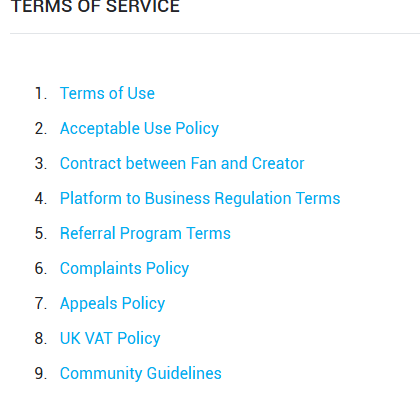 TERMS OF SERVICE
1. Terms of Use
2. Acceptable Use Policy
3. Contract between Fan and Creator
4. Platform to Business Regulation Terms
5. Referral Program Terms
6. Complaints Policy
7. Appeals Policy
8. UK VAT Policy
9. Community Guidelines